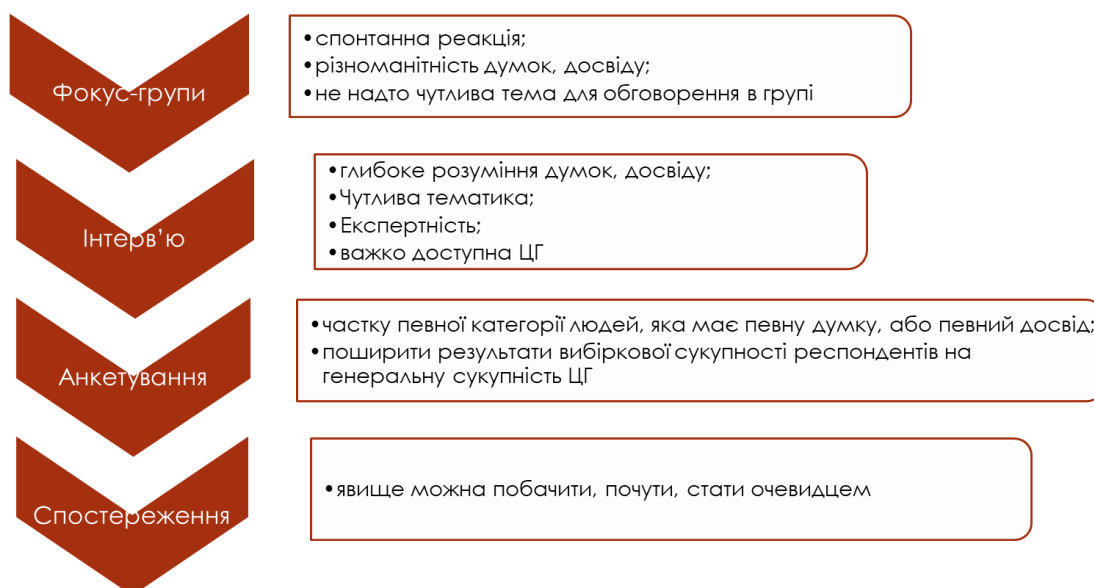 Фокус-групи
•спонтанна реакція;
•різноманітність думок, досвіду;
•не надто чутлива тема для обговорення в групі
Інтерв'ю
•глибоке розуміння думок, досвіду;
•Чутлива тематика;
•Експертність;
•важко доступна ЦГ
Анкетування
•частку певної категорії людей, яка має певну думку, або певний досвід;
•поширити результати вибіркової сукупності респондентів на
генеральну сукупність ЦГ
Спостереження
•явище можна побачити, почути, стати очевидцем